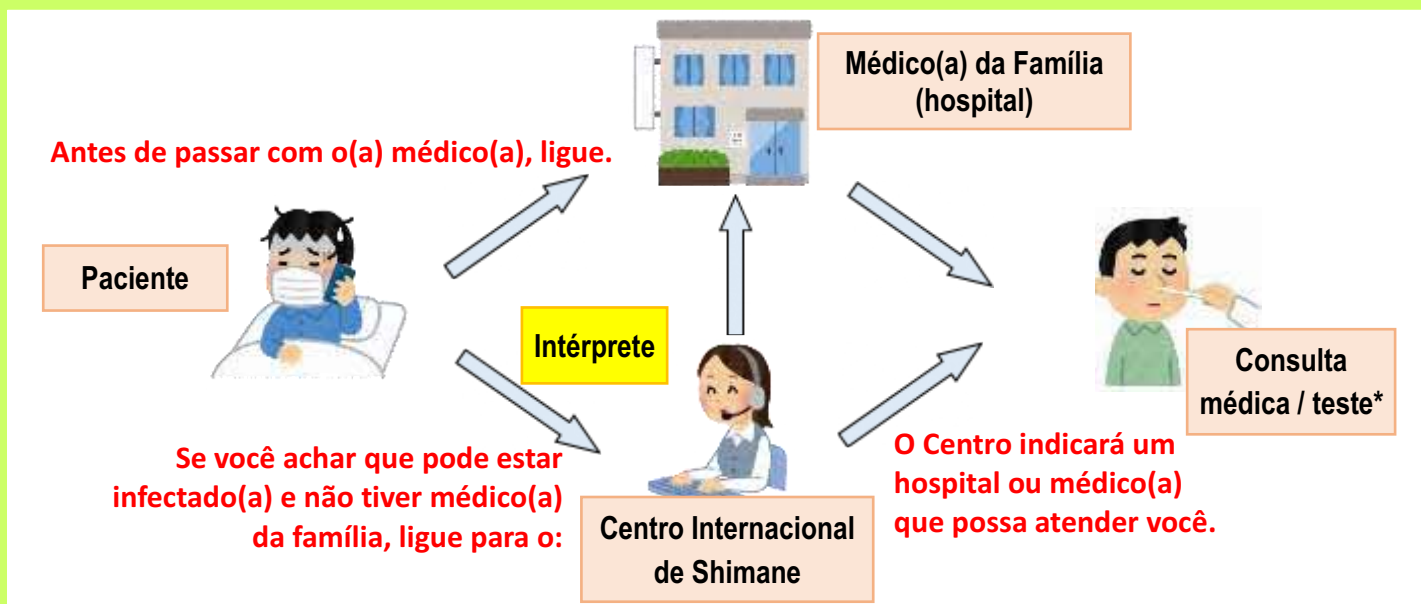 Médico(a) da Família
(hospital)
Antes de passar com o(a) médico(a), ligue.
Paciente
Intérprete
Consulta
médica / teste*
Se você achar que pode estar
infectado(a) e não tiver médico(a)
da família, ligue para o:
Centro Internacional
de Shimane
O Centro indicará um
hospital ou médico(a)
que possa atender você.